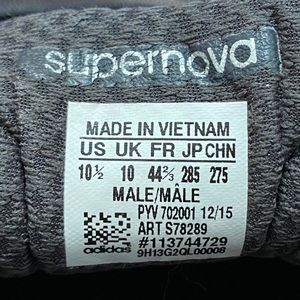 supernova
MADE IN VIETNAM
US UK FR JP CHN
10½ 10 44⅔ 285 275
MALE/MÂLE
PYV 702001 12/15
ART S78289
#113744729
adidas 9H13G2QL00008